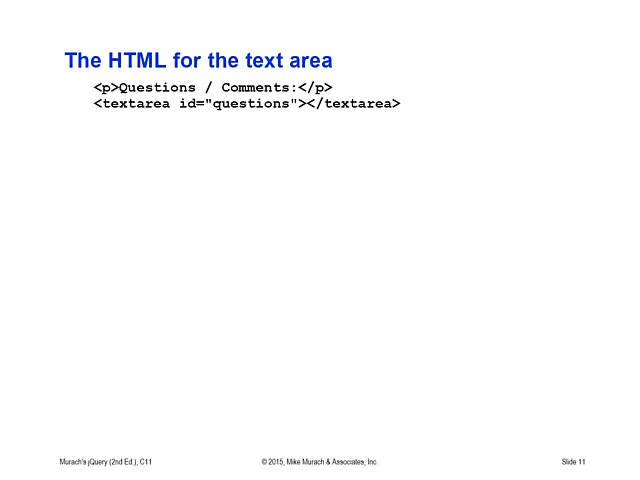 The HTML for the text area
<p>Questions / Comments:</p>
<textarea id="questions"></textarea>
Murach's jQuery (2nd Ed.), C11
© 2015, Mike Murach & Associates, Inc.
Slide 11